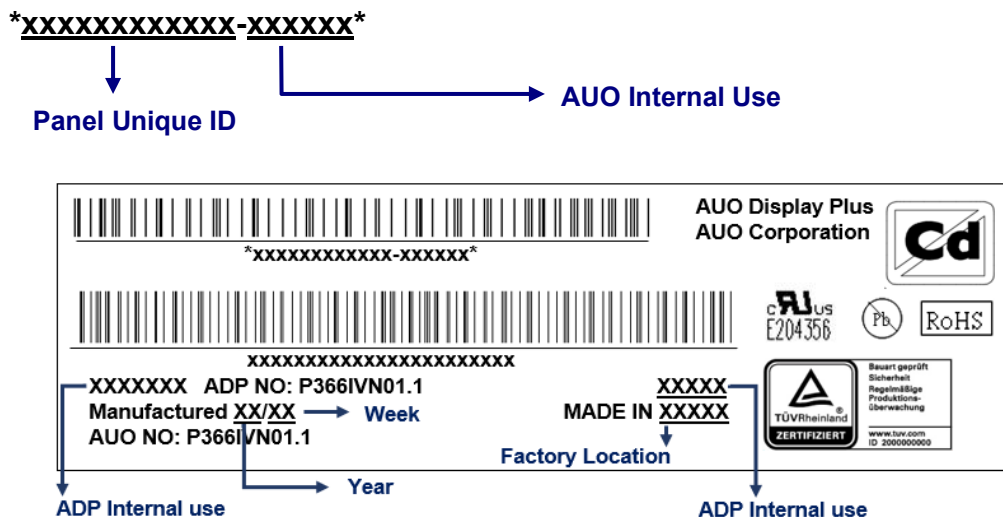 *xxxxxxxxxxxx-xxxxxx*
Panel Unique ID
AUO Internal Use
AUO Display Plus
AUO Corporation
Cd
*xxxxxxxxxxxx-xxxxxx*
c RU us
E204356
Pb
RoHS
xxxxxxxxxxxxxxxxxxxxxxx
XXXXXXX ADP NO: P366IVN01.1
XXXXX
Manufactured XX/XX
Week
MADE IN XXXXX
AUO NO: P366IVN01.1
Factory Location
Year
ADP Internal use
ADP Internal use
TÜVRheinland®
ZERTIFIZIERT
Bauart geprüft
Sicherheit
Regelmäßige
Produktions-
überwachung
www.tuv.com
ID 2000000000